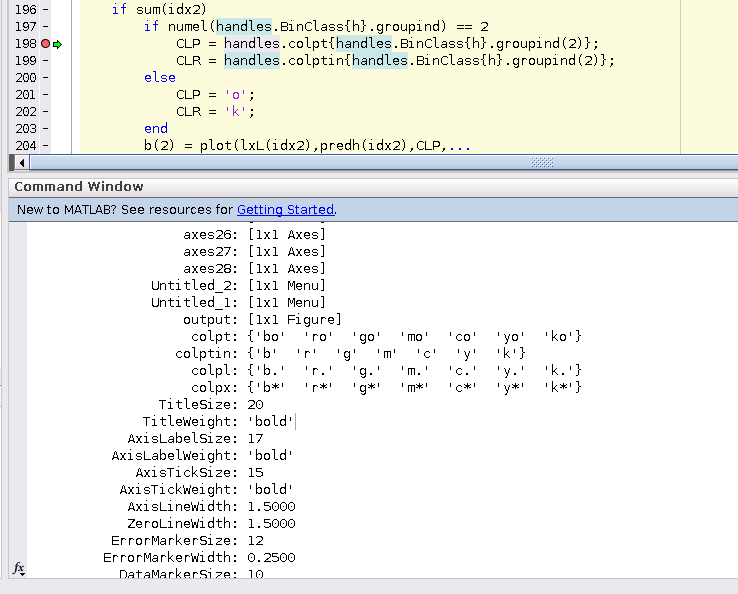 196 - if sum(idx2)
197 - if numel(handles.BinClass{h}.groupind) == 2
198 CLP = handles.colpt{handles.BinClass{h}.groupind(2)};
199 - CLR = handles.colptin{handles.BinClass{h}.groupind(2)};
200 - else
201 - CLP = 'o';
202 - CLR = 'k';
203 - end
204 - b(2) = plot(lxL(idx2),predh(idx2),CLP,...
Command Window
New to MATLAB? See resources for Getting Started.
axes26: [1x1 Axes]
axes27: [1x1 Axes]
axes28: [1x1 Axes]
Untitled_2: [1x1 Menu]
Untitled_1: [1x1 Menu]
output: [1x1 Figure]
colpt: {'bo' 'ro' 'go' 'mo' 'co' 'yo' 'ko'}
colptin: {'b' 'r' 'g' 'm' 'c' 'y' 'k'}
colpl: {'b.' 'r.' 'g.' 'm.' 'c.' 'y.' 'k.'}
colpx: {'b*' 'r*' 'g*' 'm*' 'c*' 'y*' 'k*'}
TitleSize: 20
TitleWeight: 'bold'
AxisLabelSize: 17
AxisLabelWeight: 'bold'
AxisTickSize: 15
AxisTickWeight: 'bold'
AxisLineWidth: 1.5000
ZeroLineWidth: 1.5000
ErrorMarkerSize: 12
ErrorMarkerWidth: 0.2500
DataMarkerSize: 10
fx